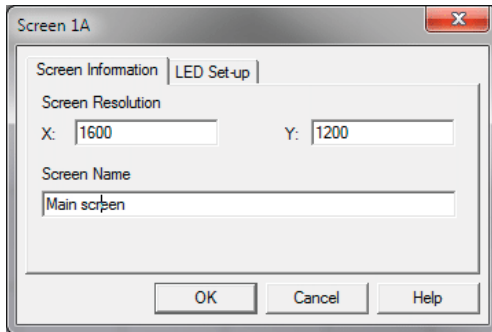 Screen 1A
Screen Information LED Set-up
Screen Resolution
X: 1600 Y: 1200
Screen Name
Main screen
OK Cancel Help